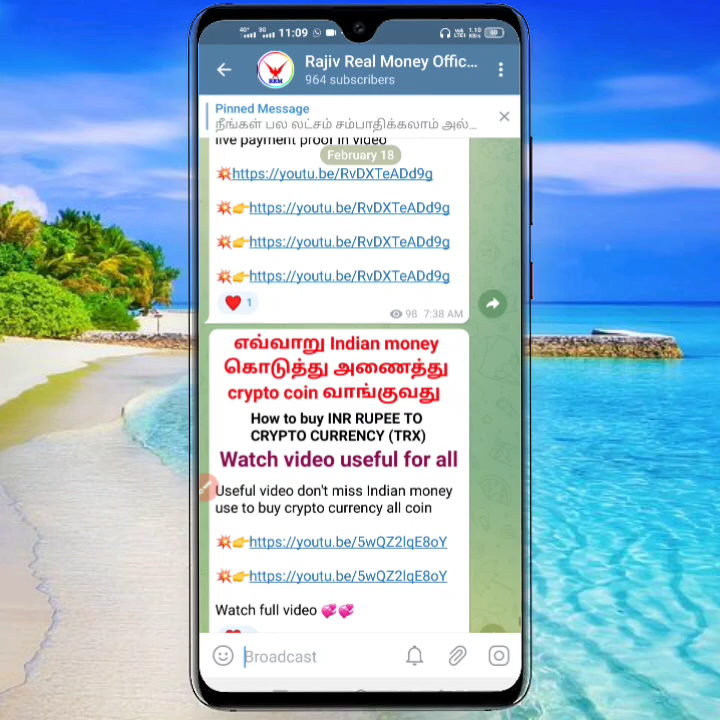 11:09
60
Rajiv Real Money Offic...
964 subscribers
RRM
Pinned Message
நீங்கள் பல லட்சம் சம்பாதிக்கலாம் அல்...
live payment proof in video
February 18
https://youtu.be/RvDXTeADd9g
https://youtu.be/RvDXTeADd9g
https://youtu.be/RvDXTeADd9g
https://youtu.be/RvDXTeADd9g
1
98 7:38 AM
எவ்வாறு Indian money
கொடுத்து அணைத்து
crypto coin வாங்குவது
How to buy INR RUPEE TO
CRYPTO CURRENCY (TRX)
Watch video useful for all
Useful video don't miss Indian money
use to buy crypto currency all coin
https://youtu.be/5wQZ2lqE8oY
https://youtu.be/5wQZ2lqE8oY
Watch full video
Broadcast